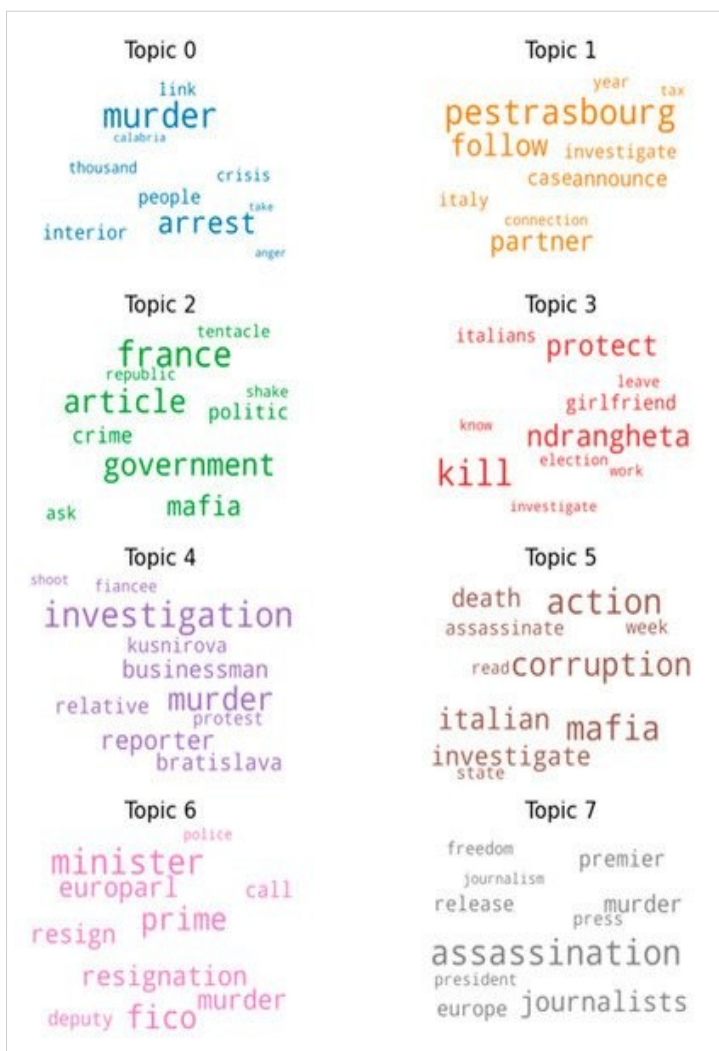 Topic 0
link
murder
calabria
thousand
crisis
people
take
arrest
interior
anger
Topic 1
year
tax
pestrasbourg
follow investigate
caseannounce
italy
connection
partner
Topic 2
tentacle
france
republic
shake
article
politic
crime
government
mafia
ask
Topic 3
italians
protect
leave
girlfriend
know
ndrangheta
election
work
kill
investigate
Topic 4
shoot
fiancee
investigation
kusnirova
businessman
relative murder
protest
reporter
bratislava
Topic 5
death action
assassinate week
read corruption
italian mafia
investigate
state
Topic 6
police
minister
europarl call
prime
resign
resignation
murder
deputy fico
Topic 7
freedom
premier
journalism
release murder
press
assassination
president
europe journalists